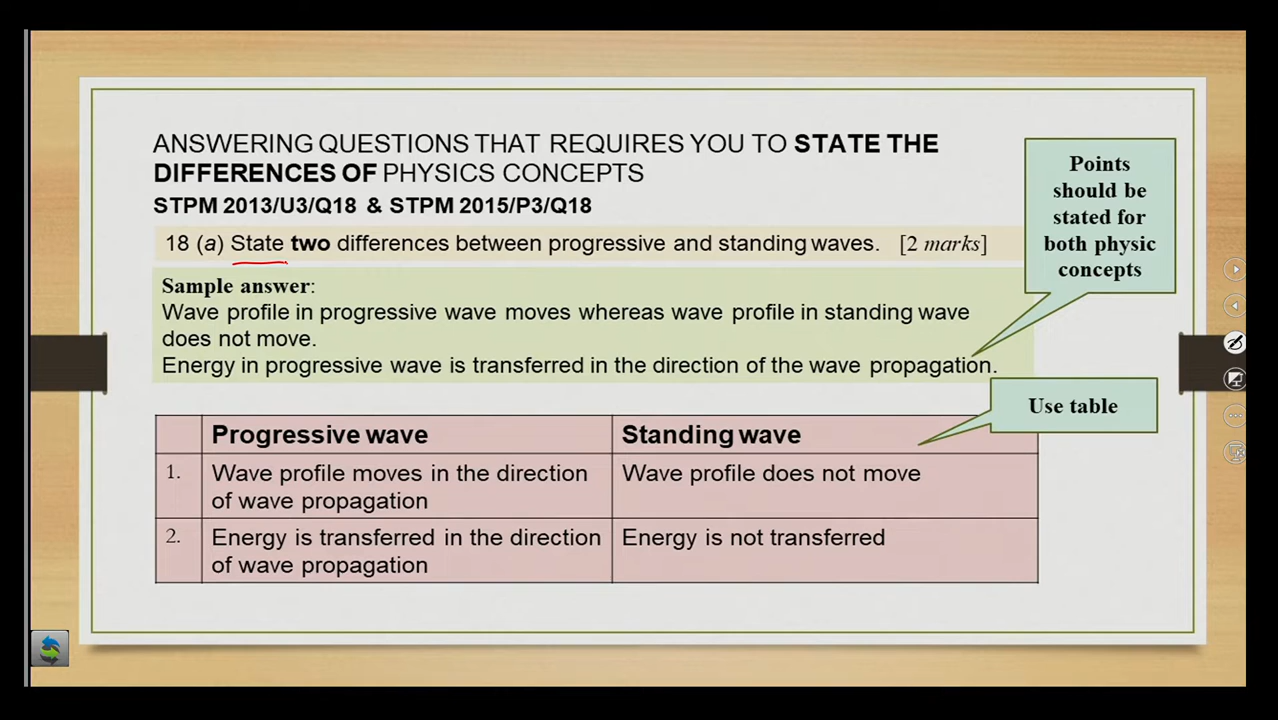 ANSWERING QUESTIONS THAT REQUIRES YOU TO STATE THE
DIFFERENCES OF PHYSICS CONCEPTS
STPM 2013/U3/Q18 & STPM 2015/P3/Q18
18 (a) State two differences between progressive and standing waves. [2 marks]
Sample answer:
Wave profile in progressive wave moves whereas wave profile in standing wave
does not move.
Energy in progressive wave is transferred in the direction of the wave propagation.
Points
should be
stated for
both physic
concepts
Use table
Progressive wave Standing wave
1. Wave profile moves in the direction Wave profile does not move
of wave propagation
2. Energy is transferred in the direction Energy is not transferred
of wave propagation